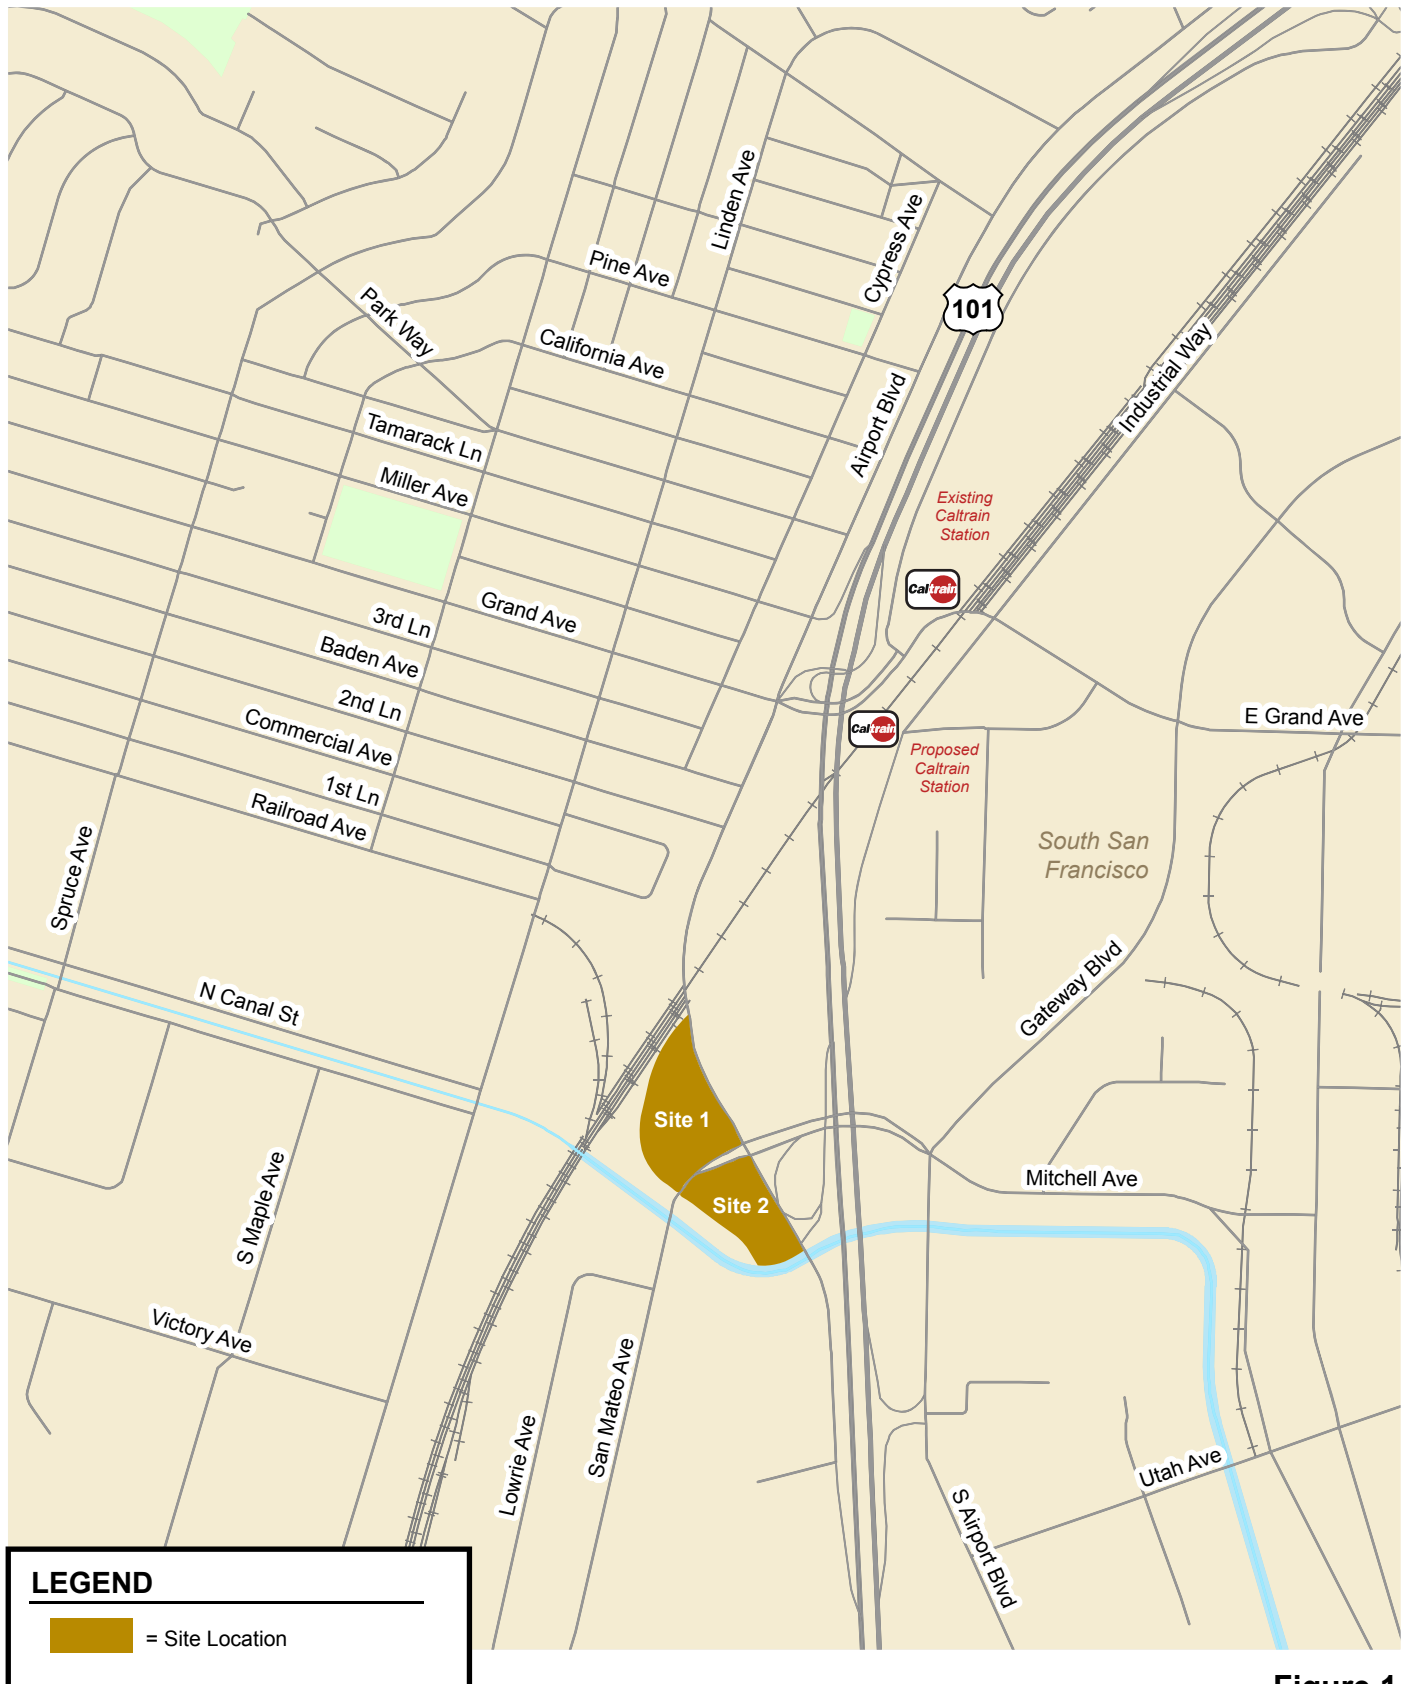 Linden Ave
Cypress Ave
Pine Ave
Park Way
101
California Ave
Industrial Way
Airport Blvd
Tamarack Ln
Miller Ave
Existing
Caltrain
Station
Caltrain
Grand Ave
3rd Ln
Baden Ave
2nd Ln
Commercial Ave
E Grand Ave
Caltrain
Proposed
Caltrain
Station
1st Ln
Railroad Ave
South San
Francisco
Spruce Ave
N Canal St
Gateway Blvd
Site 1
Mitchell Ave
Site 2
S Maple Ave
Victory Ave
San Mateo Ave
Lowrie Ave
Utah Ave
S Airport Blvd
LEGEND
= Site Location
Figure 1